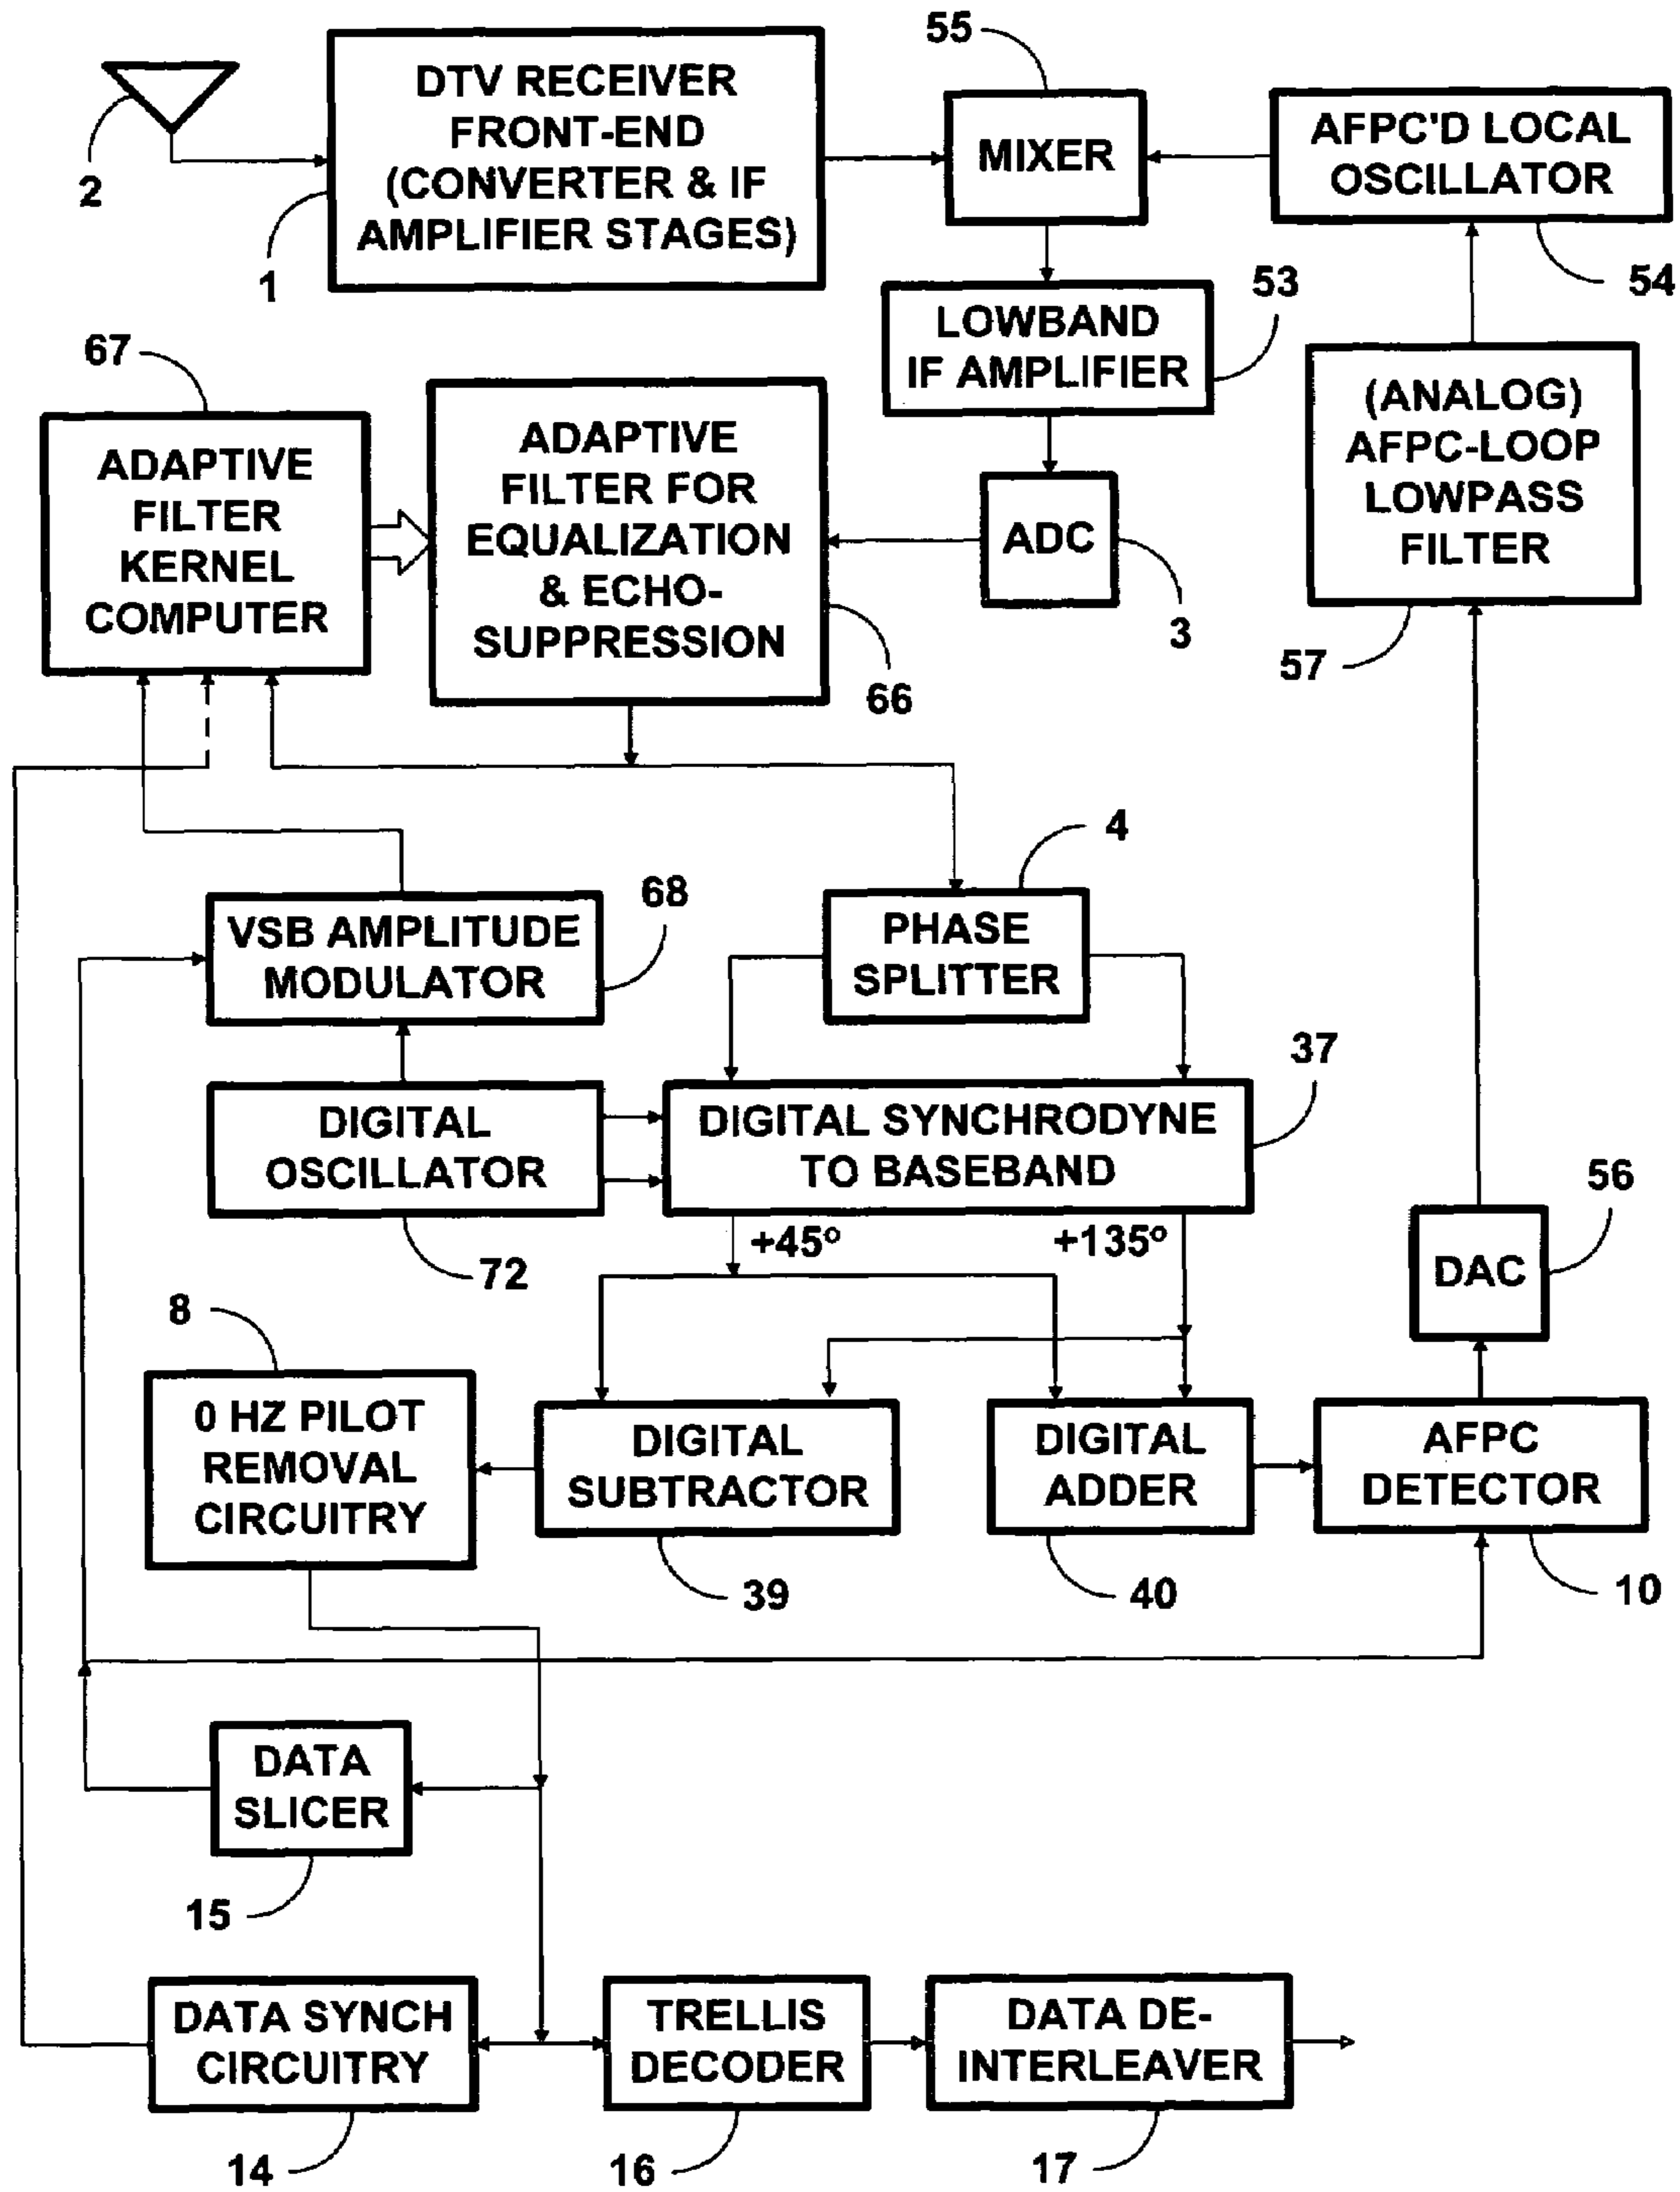 55
DTV RECEIVER
FRONT-END
(CONVERTER & IF
AMPLIFIER STAGES)
MIXER
AFPC'D LOCAL
OSCILLATOR
2
1
54
53
LOWBAND
IF AMPLIFIER
67
ADAPTIVE
FILTER
KERNEL
COMPUTER
ADAPTIVE
FILTER FOR
EQUALIZATION
& ECHO-
SUPPRESSION
ADC
(ANALOG)
AFPC-LOOP
LOWPASS
FILTER
3
57
66
4
68
VSB AMPLITUDE
MODULATOR
PHASE
SPLITTER
37
DIGITAL
OSCILLATOR
DIGITAL SYNCHRODYNE
TO BASEBAND
56
+45°
+135°
72
DAC
8
0 HZ PILOT
REMOVAL
CIRCUITRY
DIGITAL
SUBTRACTOR
DIGITAL
ADDER
AFPC
DETECTOR
39
40
10
DATA
SLICER
15
DATA SYNCH
CIRCUITRY
TRELLIS
DECODER
DATA DE-
INTERLEAVER
14
16
17